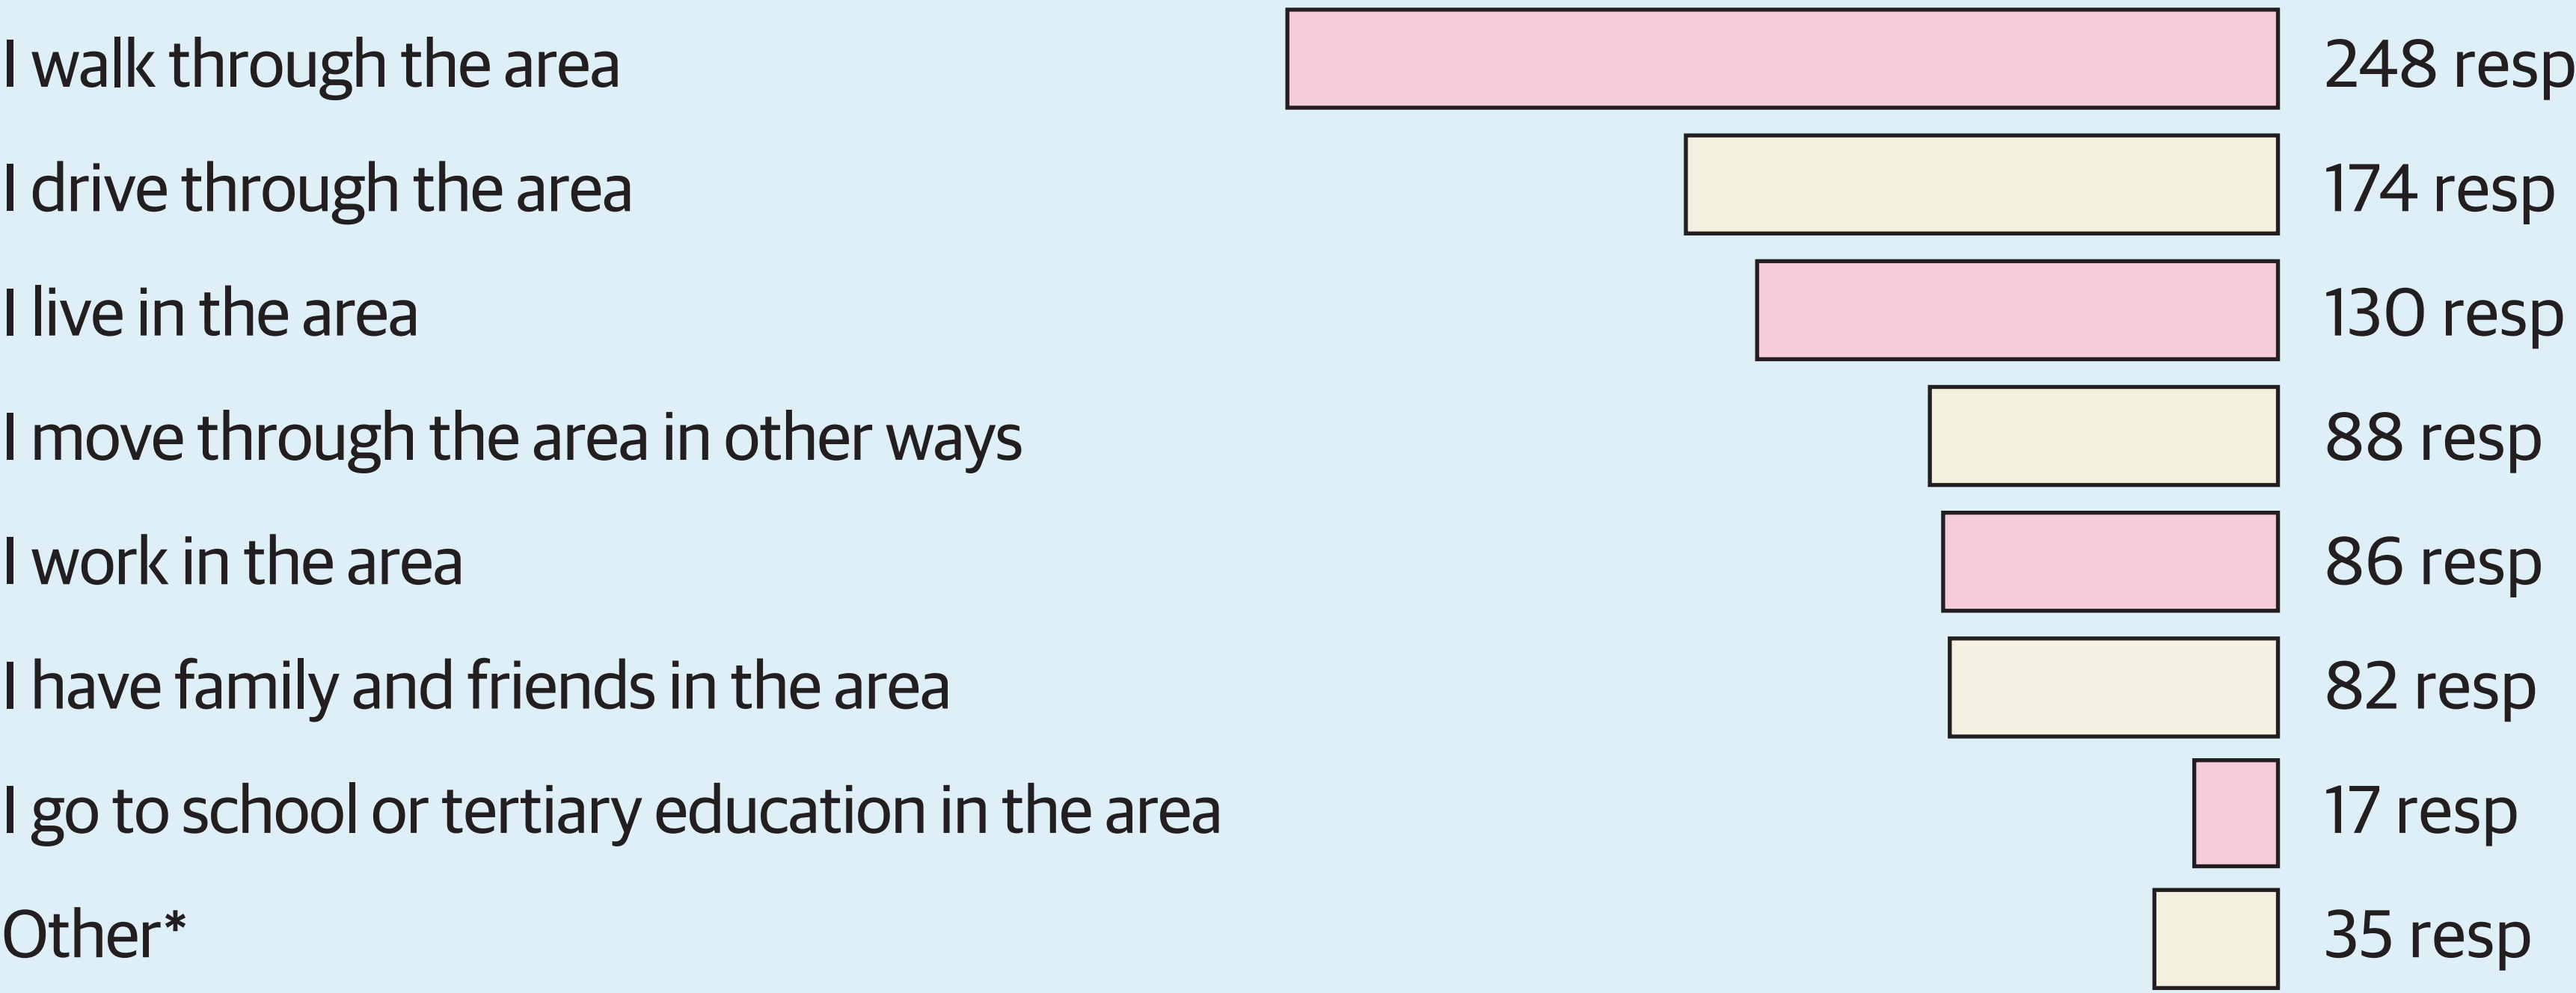 I walk through the area 248 resp
I drive through the area 174 resp
I live in the area 130 resp
I move through the area in other ways 88 resp
I work in the area 86 resp
I have family and friends in the area 82 resp
I go to school or tertiary education in the area 17 resp
Other* 35 resp